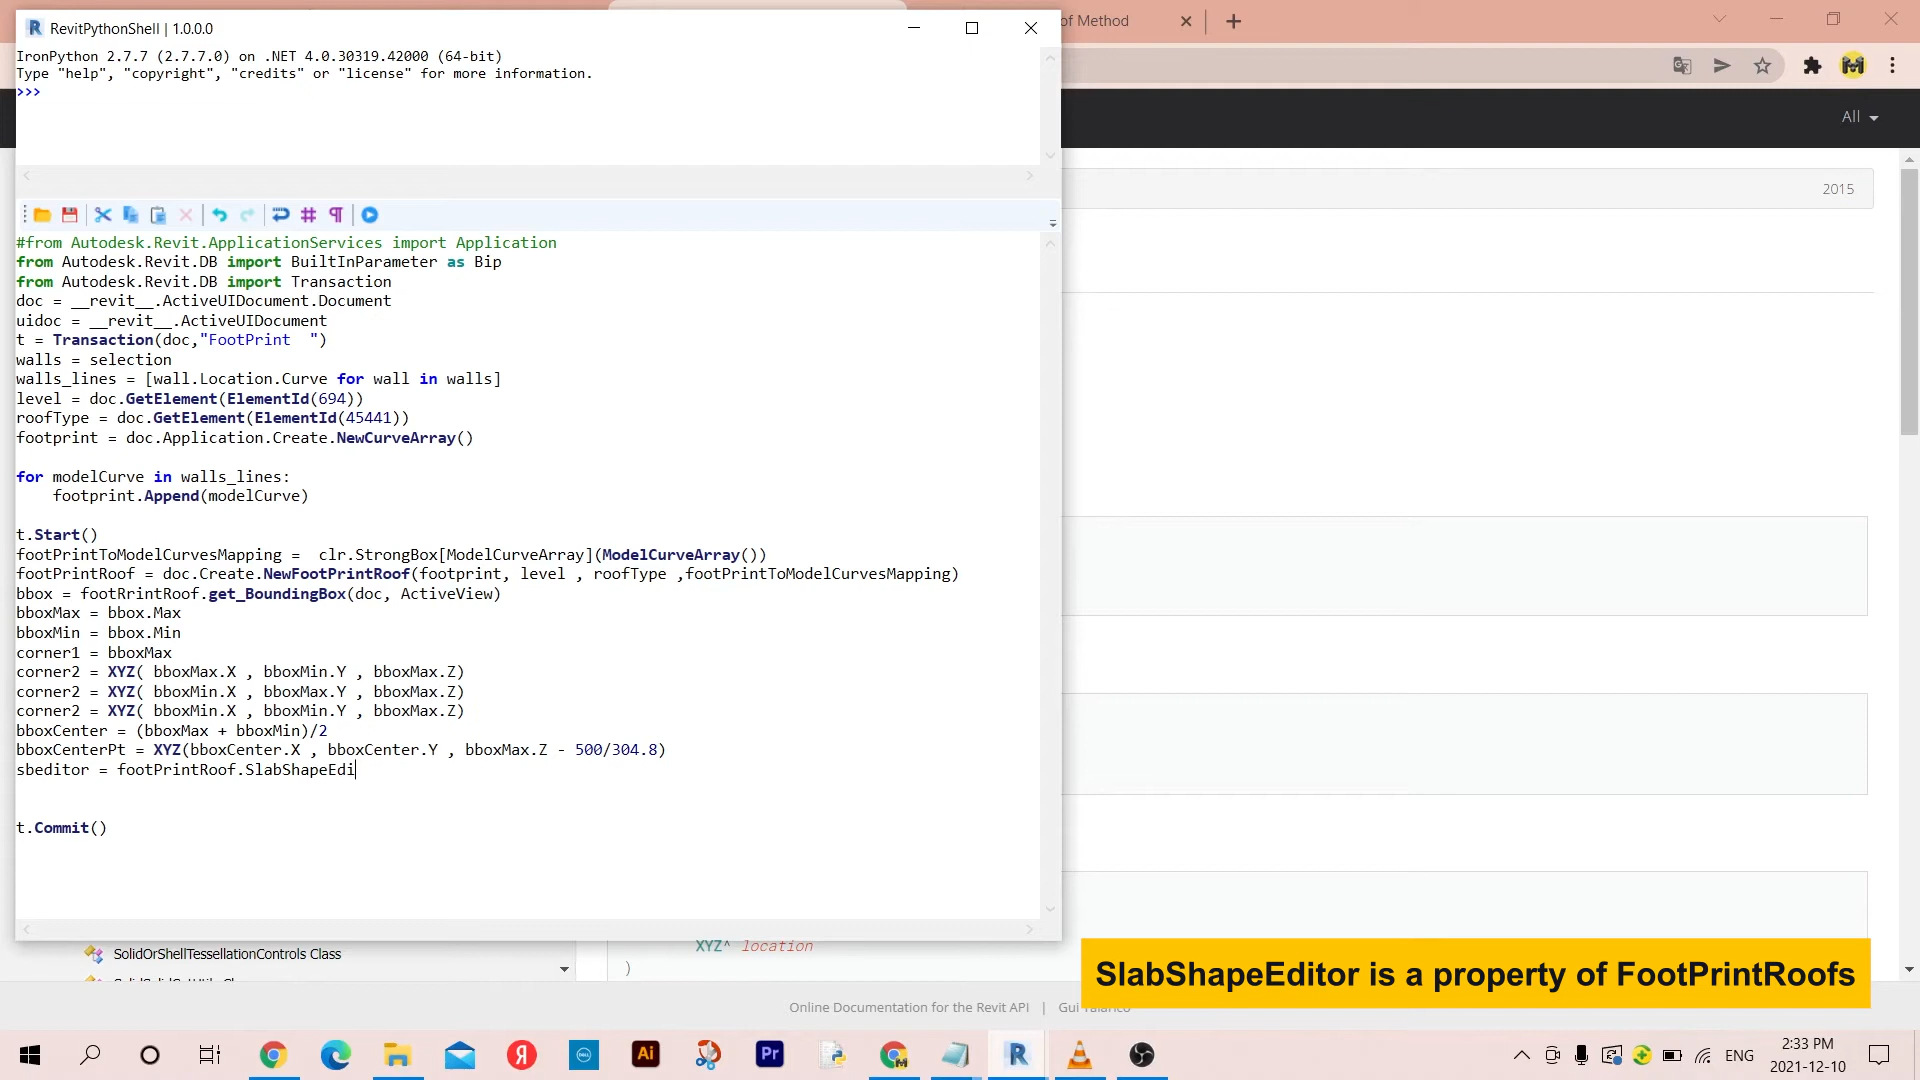 RevitPythonShell | 1.0.0.0
of Method
IronPython 2.7.7 (2.7.7.0) on .NET 4.0.30319.42000 (64-bit)
Type "help", "copyright", "credits" or "license" for more information.
>>>
All
2015
#from Autodesk.Revit.ApplicationServices import Application
from Autodesk.Revit.DB import BuiltInParameter as Bip
from Autodesk.Revit.DB import Transaction
doc = __revit__.ActiveUIDocument.Document
uidoc = __revit__.ActiveUIDocument
t = Transaction(doc,"FootPrint  ")
walls = selection
walls_lines = [wall.Location.Curve for wall in walls]
level = doc.GetElement(ElementId(694))
roofType = doc.GetElement(ElementId(45441))
footprint = doc.Application.Create.NewCurveArray()
for modelCurve in walls_lines:
    footprint.Append(modelCurve)
t.Start()
footPrintToModelCurvesMapping =  clr.StrongBox[ModelCurveArray](ModelCurveArray())
footPrintRoof = doc.Create.NewFootPrintRoof(footprint, level , roofType ,footPrintToModelCurvesMapping)
bbox = footRrintRoof.get_BoundingBox(doc, ActiveView)
bboxMax = bbox.Max
bboxMin = bbox.Min
corner1 = bboxMax
corner2 = XYZ( bboxMax.X , bboxMin.Y , bboxMax.Z)
corner2 = XYZ( bboxMin.X , bboxMax.Y , bboxMax.Z)
corner2 = XYZ( bboxMin.X , bboxMin.Y , bboxMax.Z)
bboxCenter = (bboxMax + bboxMin)/2
bboxCenterPt = XYZ(bboxCenter.X , bboxCenter.Y , bboxMax.Z - 500/304.8)
sbeditor = footPrintRoof.SlabShapeEdi
t.Commit()
SolidOrShellTessellationControls Class
XYZ^ location
)
SlabShapeEditor is a property of FootPrintRoofs
Online Documentation for the Revit API | Gui Talarico
Я
DELL
Ai
Pr
R
ENG
2:33 PM
2021-12-10